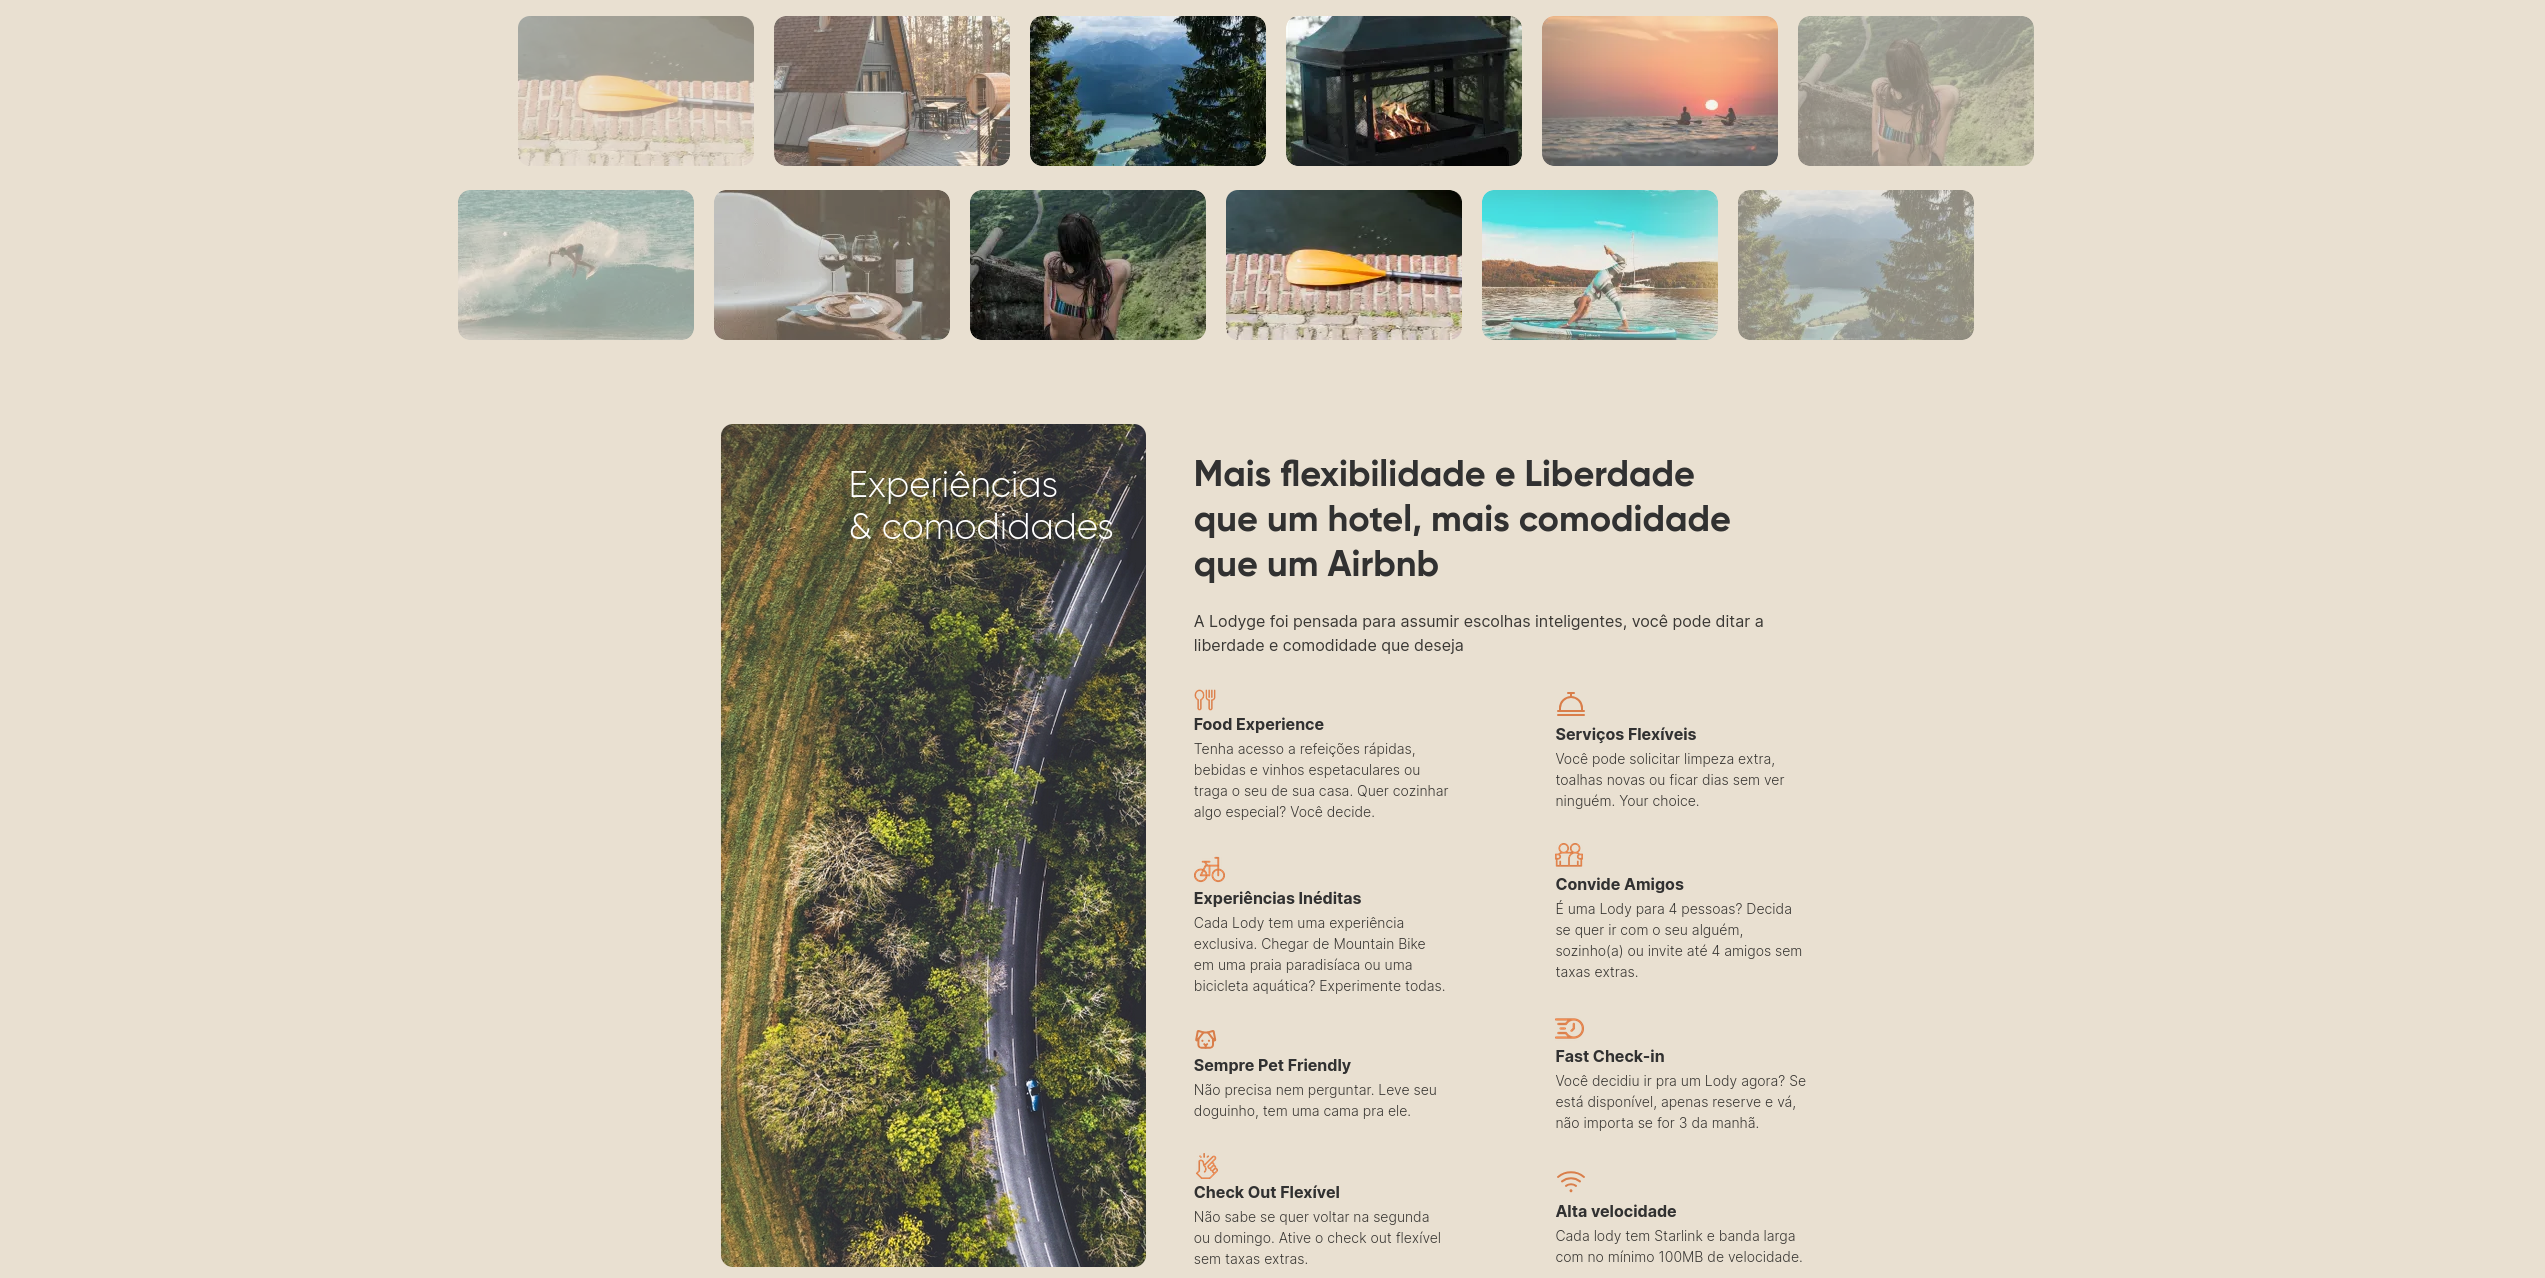 Experiências
& comodidades
Mais flexibilidade e Liberdade
que um hotel, mais comodidade
que um Airbnb
A Lodyge foi pensada para assumir escolhas inteligentes, você pode ditar a
liberdade e comodidade que deseja
Food Experience
Tenha acesso a refeições rápidas,
bebidas e vinhos espetaculares ou
traga o seu de sua casa. Quer cozinhar
algo especial? Você decide.
Serviços Flexíveis
Você pode solicitar limpeza extra,
toalhas novas ou ficar dias sem ver
ninguém. Your choice.
Experiências Inéditas
Cada Lody tem uma experiência
exclusiva. Chegar de Mountain Bike
em uma praia paradisíaca ou uma
bicicleta aquática? Experimente todas.
Convide Amigos
É uma Lody para 4 pessoas? Decida
se quer ir com o seu alguém,
sozinho(a) ou invite até 4 amigos sem
taxas extras.
Sempre Pet Friendly
Não precisa nem perguntar. Leve seu
doguinho, tem uma cama pra ele.
Fast Check-in
Você decidiu ir pra um Lody agora? Se
está disponível, apenas reserve e vá,
não importa se for 3 da manhã.
Check Out Flexível
Não sabe se quer voltar na segunda
ou domingo. Ative o check out flexível
sem taxas extras.
Alta velocidade
Cada lody tem Starlink e banda larga
com no mínimo 100MB de velocidade.